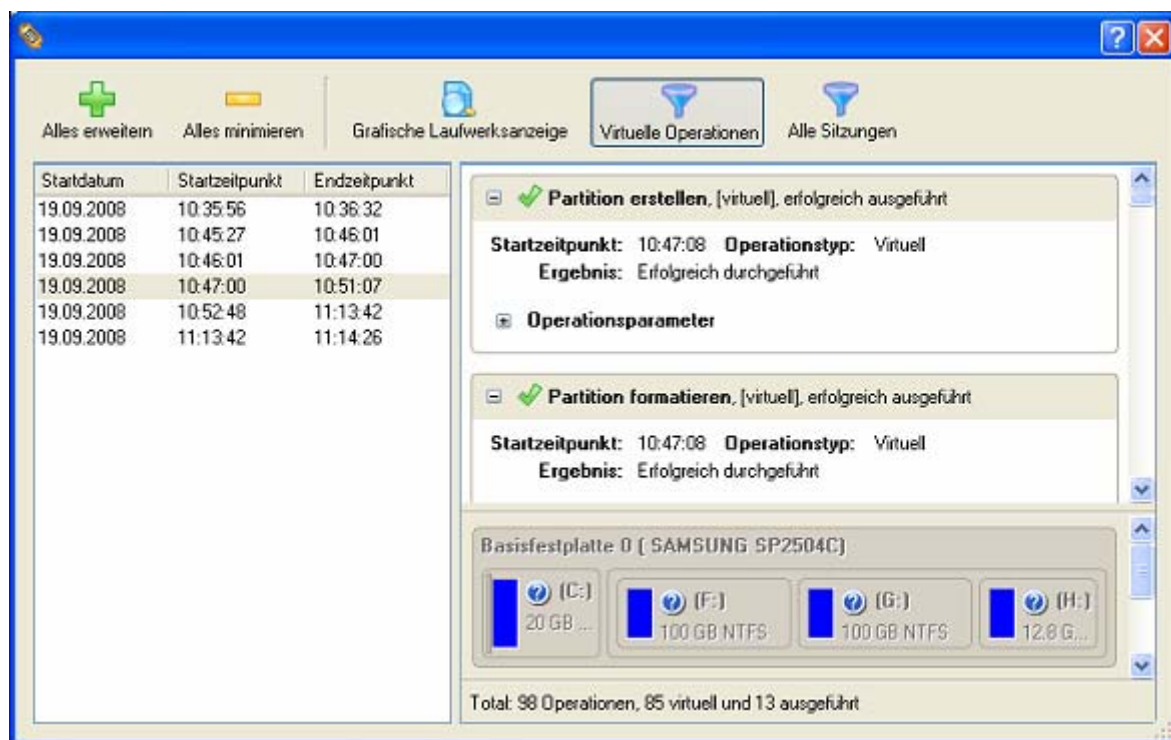 Alles erweitern Alles minimieren Grafische Laufwerksanzeige Virtuelle Operationen Alle Sitzungen
Startdatum Startzeitpunkt Endzeitpunkt
19.09.2008 10:35:56 10:36:32
19.09.2008 10:45:27 10:46:01
19.09.2008 10:46:01 10:47:00
19.09.2008 10:47:00 10:51:07
19.09.2008 10:52:48 11:13:42
19.09.2008 11:13:42 11:14:26
Partition erstellen, [virtuell], erfolgreich ausgeführt
Startzeitpunkt: 10:47:08 Operationstyp: Virtuell
Ergebnis: Erfolgreich durchgeführt
Operationsparameter
Partition formatieren, [virtuell], erfolgreich ausgeführt
Startzeitpunkt: 10:47:08 Operationstyp: Virtuell
Ergebnis: Erfolgreich durchgeführt
Basisfestplatte 0 ( SAMSUNG SP2504C)
(C:) (F:) (G:) (H:)
20 GB ... 100 GB NTFS 100 GB NTFS 12.8 G...
Total: 98 Operationen, 85 virtuell und 13 ausgeführt